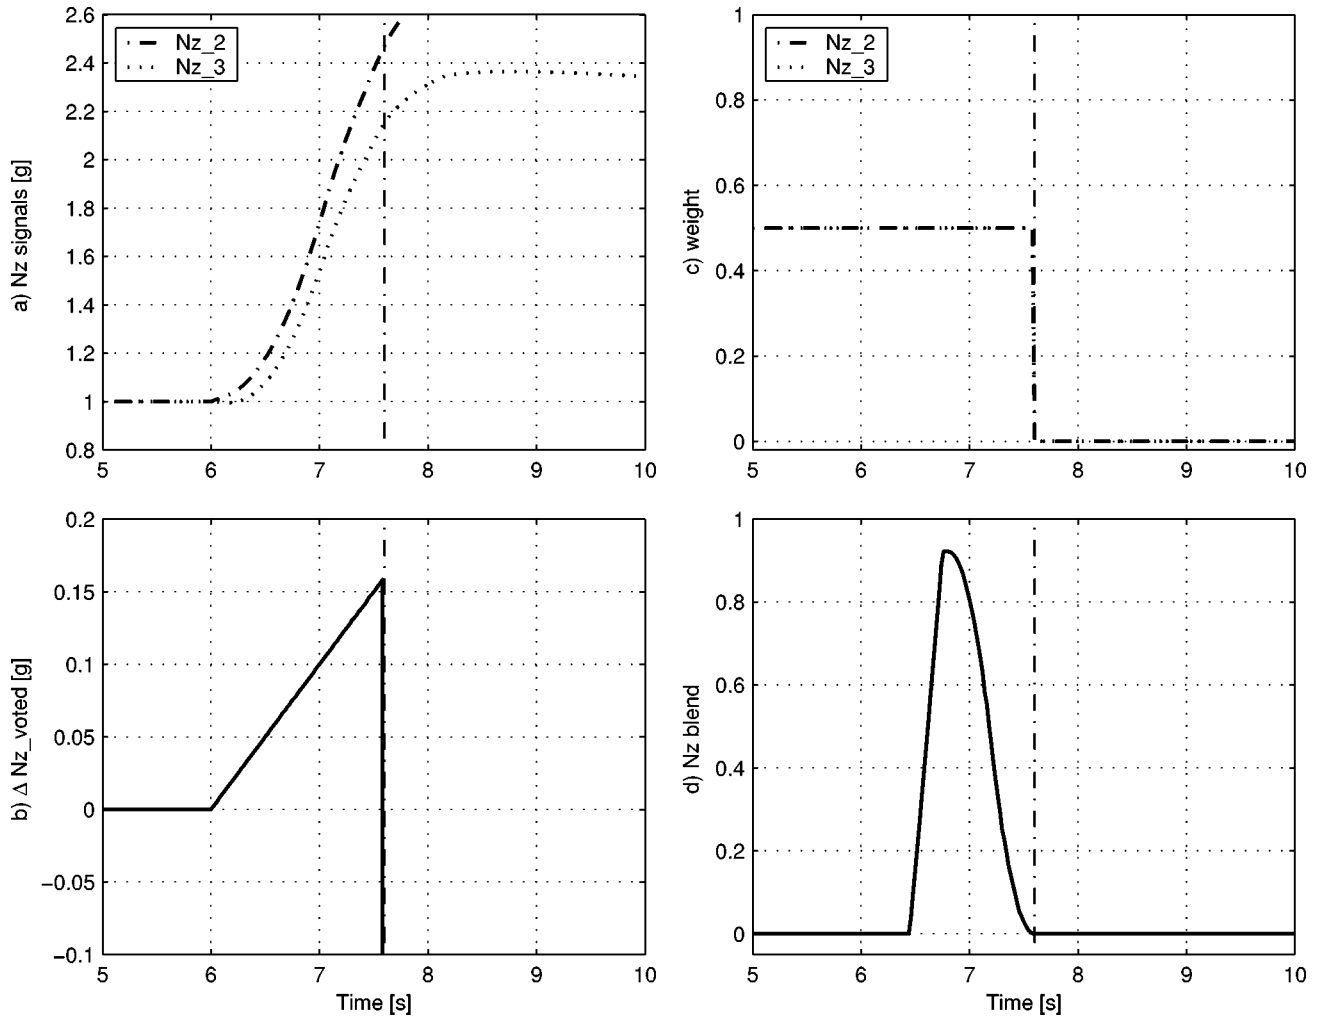 a) Nz signals [g]
2.6
2.4
2.2
2
1.8
1.6
1.4
1.2
1
0.8
Nz_2
Nz_3
5 6 7 8 9 10
c) weight
1
0.8
0.6
0.4
0.2
0
Nz_2
Nz_3
5 6 7 8 9 10
b) Δ Nz_voted [g]
0.2
0.15
0.1
0.05
0
−0.05
−0.1
5 6 7 8 9 10
Time [s]
d) Nz blend
1
0.8
0.6
0.4
0.2
0
5 6 7 8 9 10
Time [s]